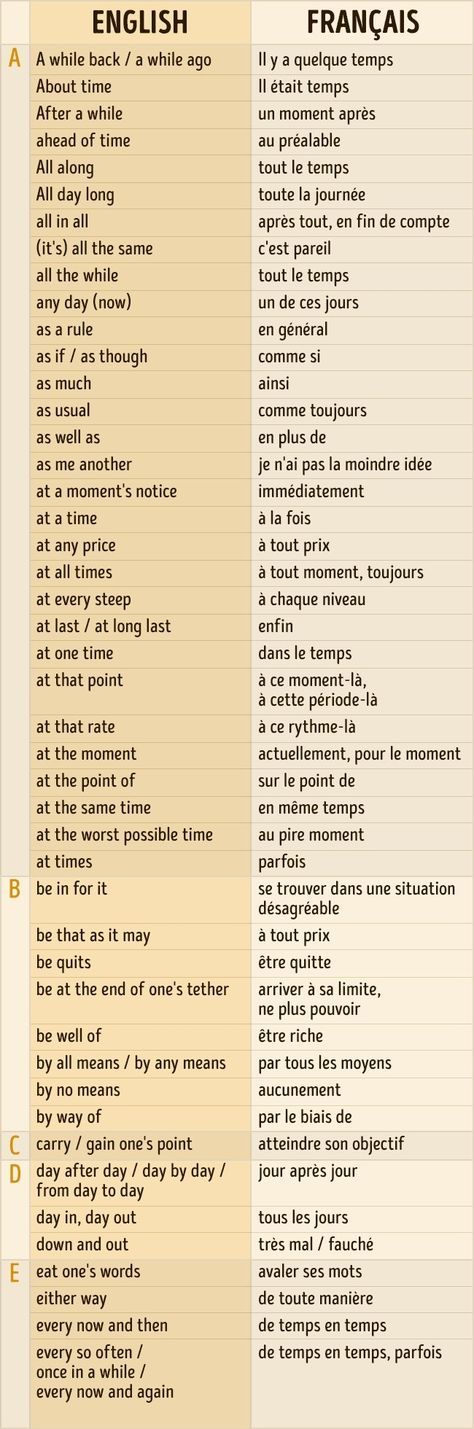 ENGLISH FRANÇAIS
A A while back / a while ago Il y a quelque temps
About time Il était temps
After a while un moment après
ahead of time au préalable
All along tout le temps
All day long toute la journée
all in all après tout, en fin de compte
(it's) all the same c'est pareil
all the while tout le temps
any day (now) un de ces jours
as a rule en général
as if / as though comme si
as much ainsi
as usual comme toujours
as well as en plus de
as me another je n'ai pas la moindre idée
at a moment's notice immédiatement
at a time à la fois
at any price à tout prix
at all times à tout moment, toujours
at every steep à chaque niveau
at last / at long last enfin
at one time dans le temps
at that point à ce moment-là,
à cette période-là
at that rate à ce rythme-là
at the moment actuellement, pour le moment
at the point of sur le point de
at the same time en même temps
at the worst possible time au pire moment
at times parfois
B be in for it se trouver dans une situation
désagréable
be that as it may à tout prix
be quits être quitte
be at the end of one's tether arriver à sa limite,
ne plus pouvoir
be well of être riche
by all means / by any means par tous les moyens
by no means aucunement
by way of par le biais de
C carry / gain one's point atteindre son objectif
D day after day / day by day / jour après jour
from day to day
day in, day out tous les jours
down and out très mal / fauché
E eat one's words avaler ses mots
either way de toute manière
every now and then de temps en temps
every so often / de temps en temps, parfois
once in a while /
every now and again